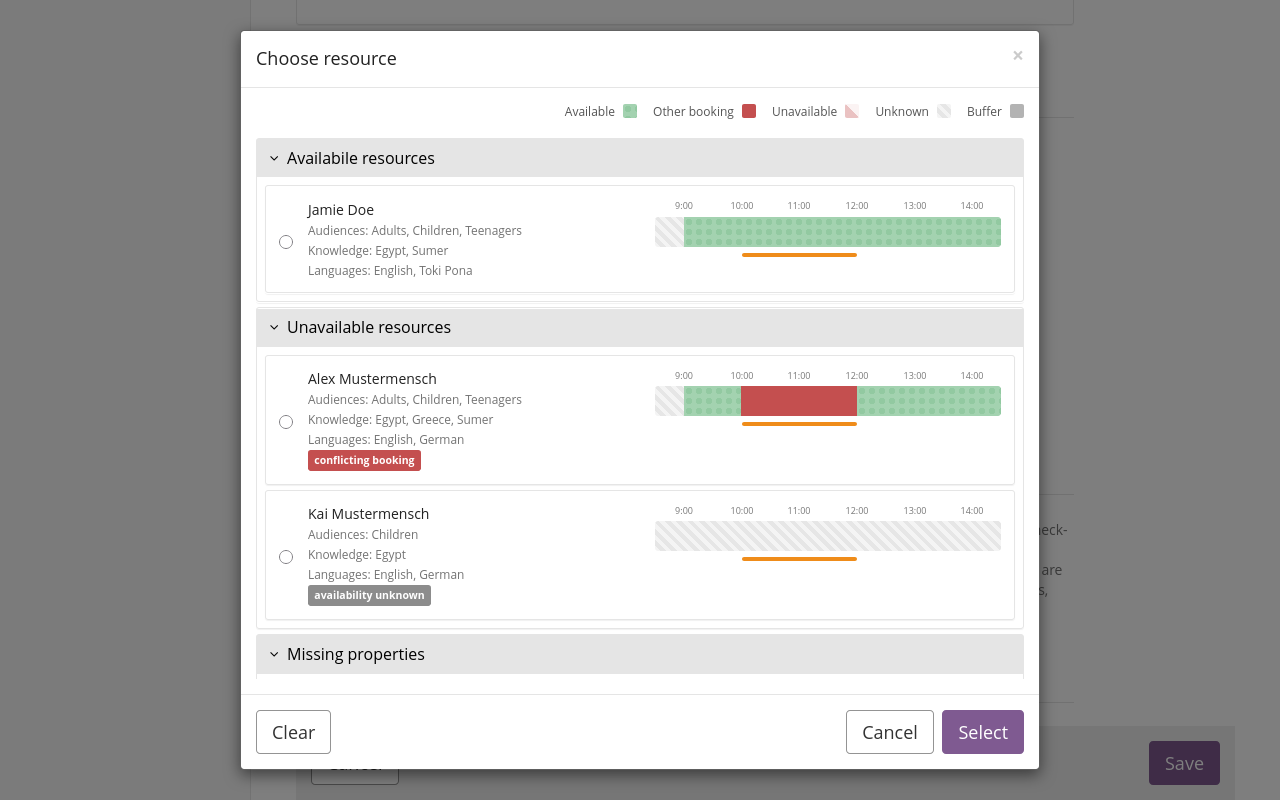 Choose resource
×
Available
Other booking
Unavailable
Unknown
Buffer
Availabile resources
Jamie Doe
Audiences: Adults, Children, Teenagers
Knowledge: Egypt, Sumer
Languages: English, Toki Pona
9:00 10:00 11:00 12:00 13:00 14:00
Unavailable resources
Alex Mustermensch
Audiences: Adults, Children, Teenagers
Knowledge: Egypt, Greece, Sumer
Languages: English, German
conflicting booking
9:00 10:00 11:00 12:00 13:00 14:00
Kai Mustermensch
Audiences: Children
Knowledge: Egypt
Languages: English, German
availability unknown
9:00 10:00 11:00 12:00 13:00 14:00
Missing properties
Clear
Cancel
Select
are
Save